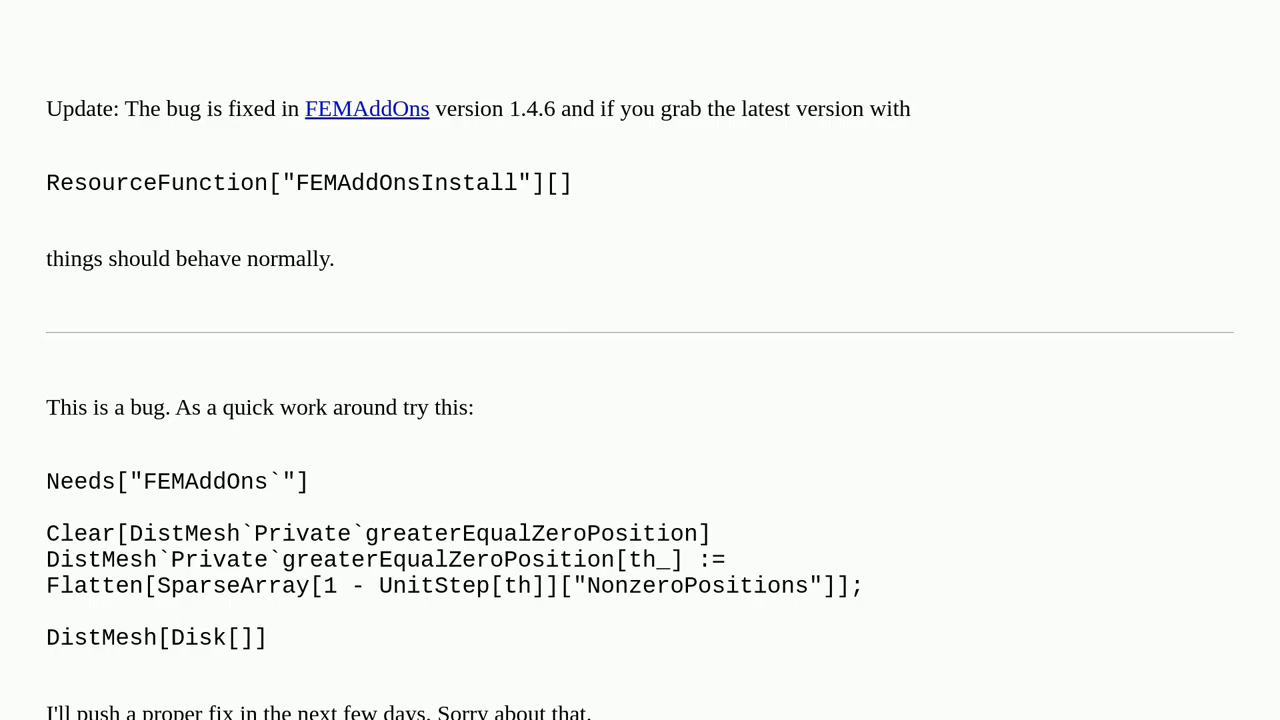 Update: The bug is fixed in FEMAddOns version 1.4.6 and if you grab the latest version with
ResourceFunction["FEMAddOnsInstall"][]
things should behave normally.
This is a bug. As a quick work around try this:
Needs["FEMAddOns`"]
Clear[DistMesh`Private`greaterEqualZeroPosition]
DistMesh`Private`greaterEqualZeroPosition[th_] :=
Flatten[SparseArray[1 - UnitStep[th]]["NonzeroPositions"]];
DistMesh[Disk[]]
I'll push a proper fix in the next few days. Sorry about that.